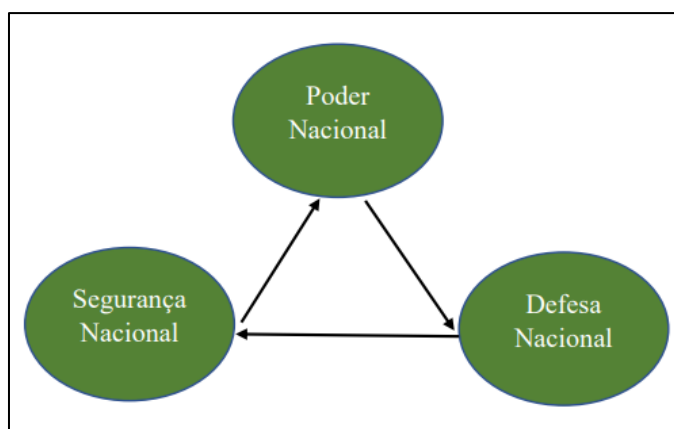 Poder
Nacional
Segurança
Nacional
Defesa
Nacional